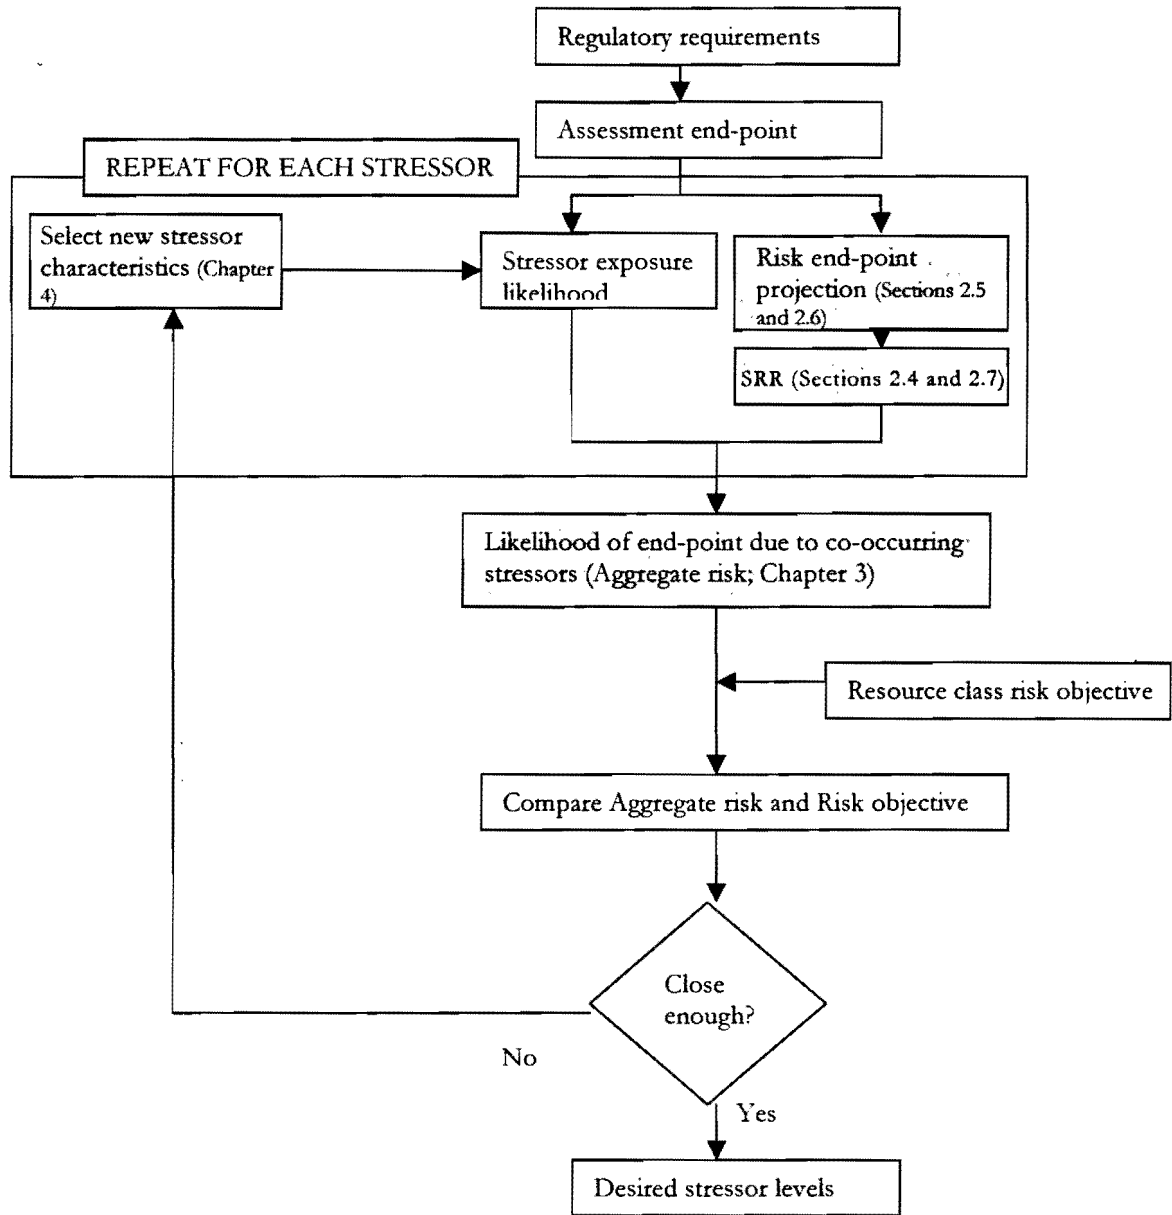 Regulatory requirements
Assessment end-point
REPEAT FOR EACH STRESSOR
Select new stressor
characteristics (Chapter
4)
Stressor exposure
likelihood
Risk end-point
projection (Sections 2.5
and 2.6)
SRR (Sections 2.4 and 2.7)
Likelihood of end-point due to co-occurring
stressors (Aggregate risk; Chapter 3)
Resource class risk objective
Compare Aggregate risk and Risk objective
Close
enough?
No
Yes
Desired stressor levels